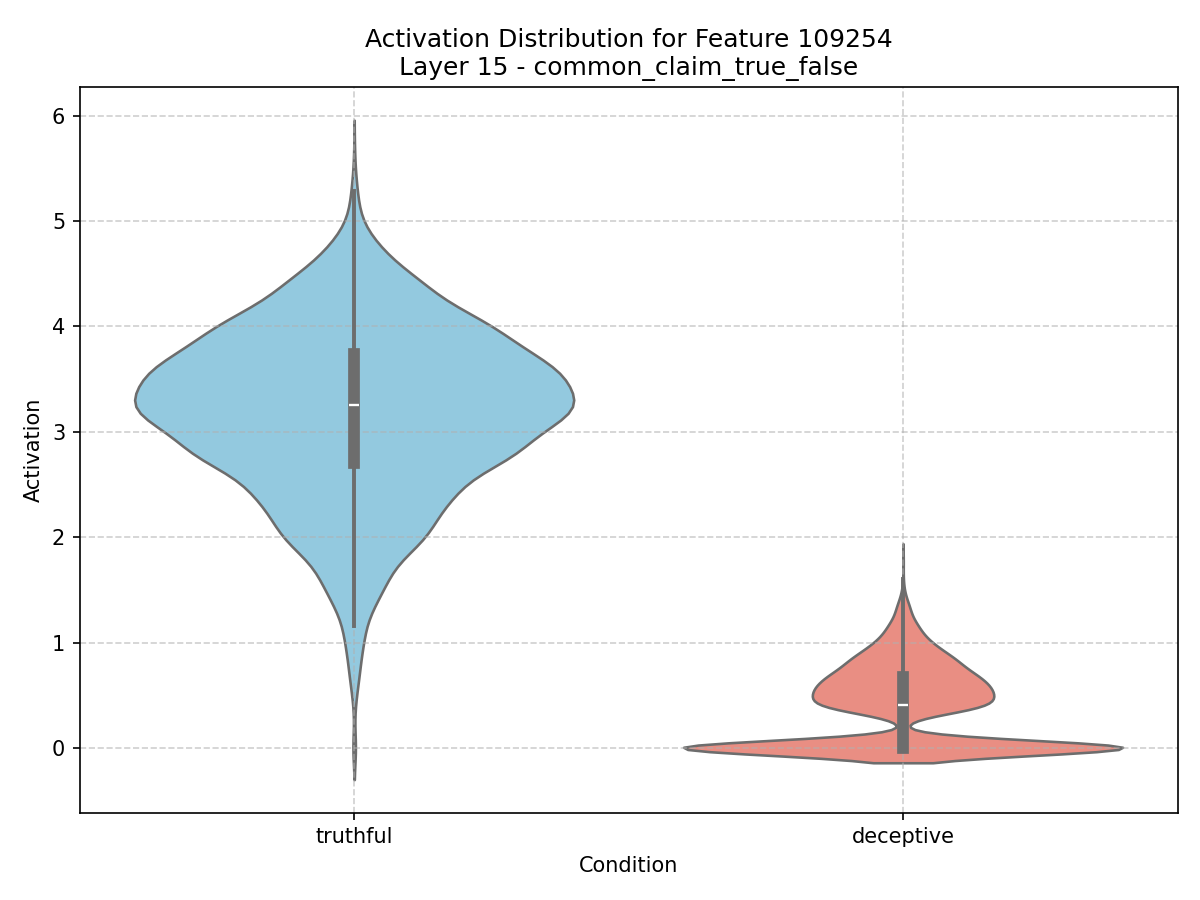 Activation Distribution for Feature 109254
Layer 15 - common_claim_true_false
6
5
4
3
2
1
0
Activation
truthful
deceptive
Condition